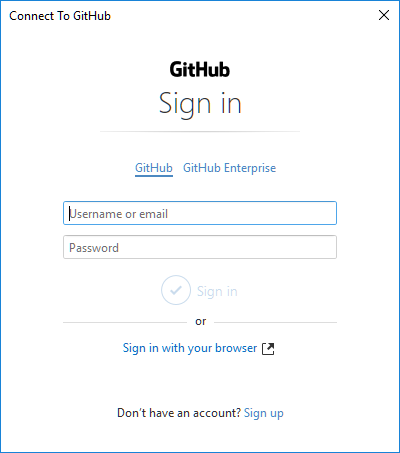 Connect To GitHub
GitHub
Sign in
GitHub GitHub Enterprise
Username or email
Password
Sign in
or
Sign in with your browser
Don't have an account? Sign up